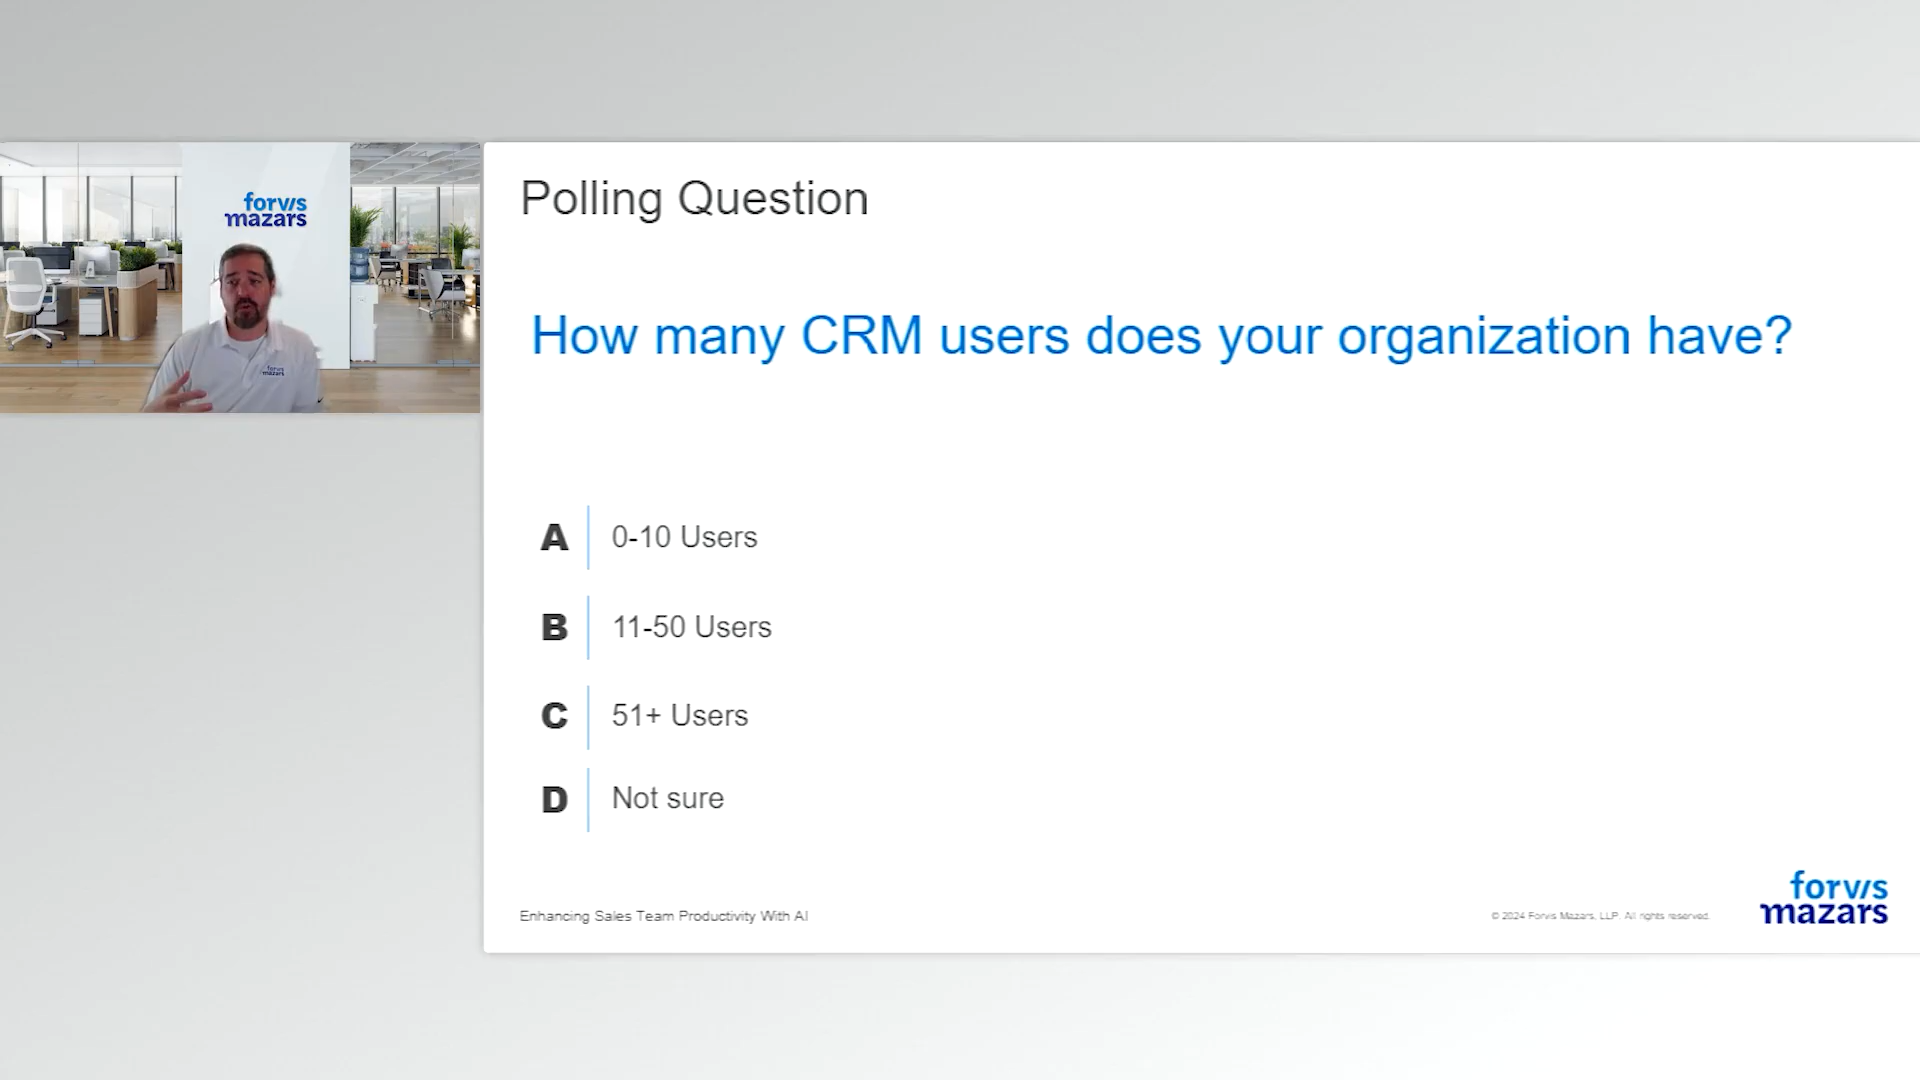 forvis
mazars
forvis
mazars
Polling Question
How many CRM users does your organization have?
A 0-10 Users
B 11-50 Users
C 51+ Users
D Not sure
Enhancing Sales Team Productivity With AI
© 2024 Forvis Mazars, LLP. All rights reserved.
forvis
mazars